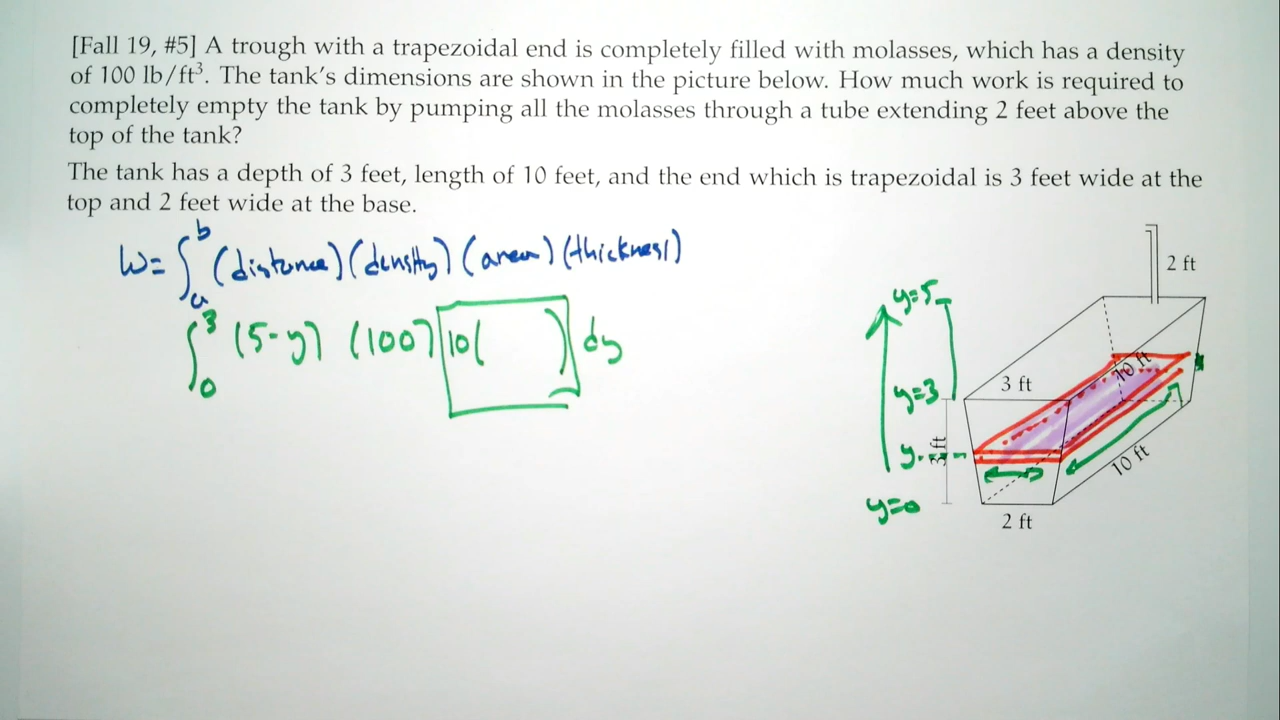 [Fall 19, #5] A trough with a trapezoidal end is completely filled with molasses, which has a density
of 100 lb/ft³. The tank's dimensions are shown in the picture below. How much work is required to
completely empty the tank by pumping all the molasses through a tube extending 2 feet above the
top of the tank?
The tank has a depth of 3 feet, length of 10 feet, and the end which is trapezoidal is 3 feet wide at the
top and 2 feet wide at the base.
W=∫_a^b (distance)(density)(area)(thickness)
∫_0^3 (5-y) (100) 10( ) dy
2 ft
y=5
10 ft
3 ft
y=3
y
3 ft
10 ft
y=0
2 ft